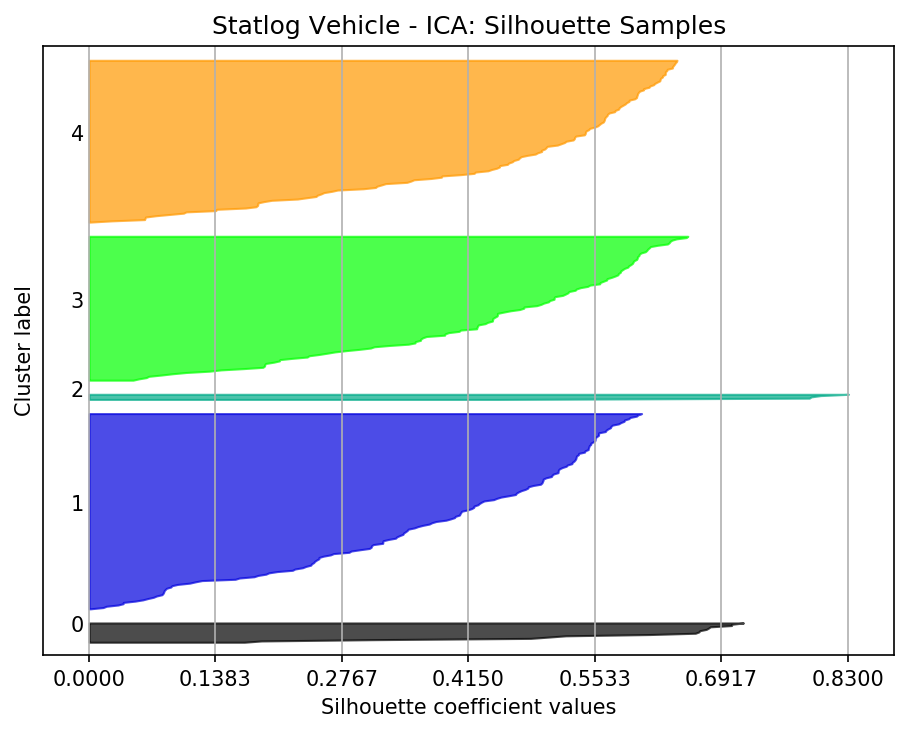 Statlog Vehicle - ICA: Silhouette Samples
4
3
2
1
0
Cluster label
0.0000 0.1383 0.2767 0.4150 0.5533 0.6917 0.8300
Silhouette coefficient values